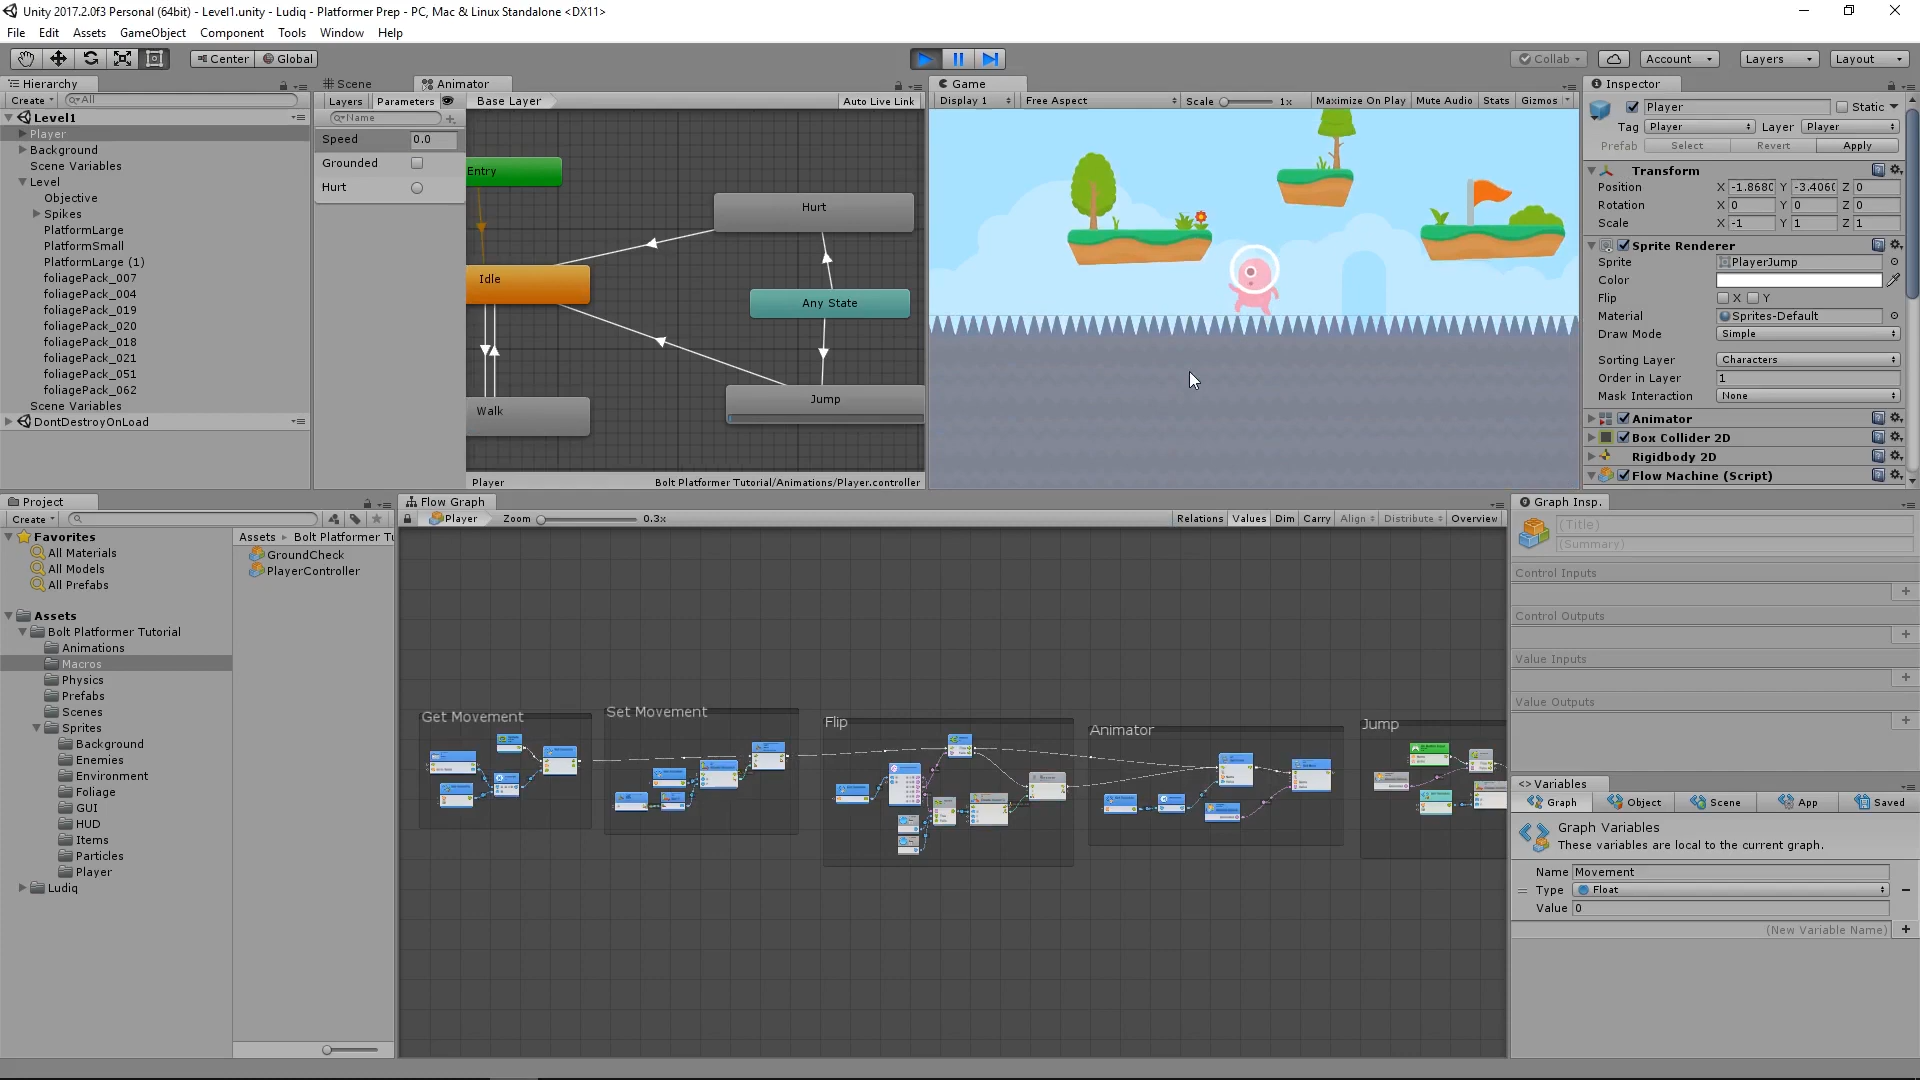 Unity 2017.2.0f3 Personal (64bit) - Level1.unity - Ludiq - Platformer Prep - PC, Mac & Linux Standalone <DX11>
File Edit Assets GameObject Component Tools Window Help
Center Global Collab Account Layers Layout
Hierarchy
Create All
Level1
Player
Background
Scene Variables
Level
Objective
Spikes
PlatformLarge
PlatformSmall
PlatformLarge (1)
foliagePack_007
foliagePack_004
foliagePack_019
foliagePack_020
foliagePack_018
foliagePack_021
foliagePack_051
foliagePack_062
Scene Variables
DontDestroyOnLoad
Scene Animator
Layers Parameters Base Layer Auto Live Link
Name
Speed 0.0
Grounded
Hurt
Entry
Hurt
Idle
Any State
Jump
Walk
Player Bolt Platformer Tutorial/Animations/Player.controller
Game
Display 1 Free Aspect Scale 1x Maximize On Play Mute Audio Stats Gizmos
Inspector
Player Static
Tag Player Layer Player
Prefab Select Revert Apply
Transform
Position X -1.868 Y -3.406 Z 0
Rotation X 0 Y 0 Z 0
Scale X -1 Y 1 Z 1
Sprite Renderer
Sprite PlayerJump
Color
Flip X Y
Material Sprites-Default
Draw Mode Simple
Sorting Layer Characters
Order in Layer 1
Mask Interaction None
Animator
Box Collider 2D
Rigidbody 2D
Flow Machine (Script)
Project
Create
Favorites
All Materials
All Models
All Prefabs
Assets
Bolt Platformer Tutorial
Animations
Macros
Physics
Prefabs
Scenes
Sprites
Background
Enemies
Environment
Foliage
GUI
HUD
Items
Particles
Player
Ludiq
Assets Bolt Platformer Tu
GroundCheck
PlayerController
Flow Graph
Player Zoom 0.3x Relations Values Dim Carry Align Distribute Overview
Get Movement
Set Movement
Flip
Animator
Jump
Graph Insp.
(Title)
(Summary)
Control Inputs
Control Outputs
Value Inputs
Value Outputs
Variables
Graph Object Scene App Saved
Graph Variables
These variables are local to the current graph.
Name Movement
Type Float
Value 0
(New Variable Name)